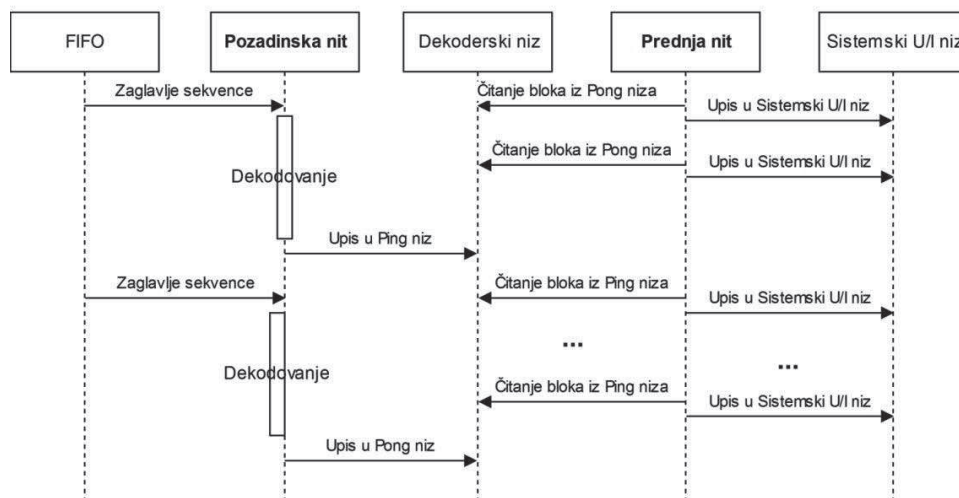 FIFO
Pozadinska nit
Dekoderski niz
Prednja nit
Sistemski U/I niz
Zaglavlje sekvence
Čitanje bloka iz Pong niza
Upis u Sistemski U/I niz
Čitanje bloka iz Pong niza
Upis u Sistemski U/I niz
Dekodovanje
Upis u Ping niz
Zaglavlje sekvence
Čitanje bloka iz Ping niza
Upis u Sistemski U/I niz
...
...
Dekodovanje
Čitanje bloka iz Ping niza
Upis u Sistemski U/I niz
Upis u Pong niz